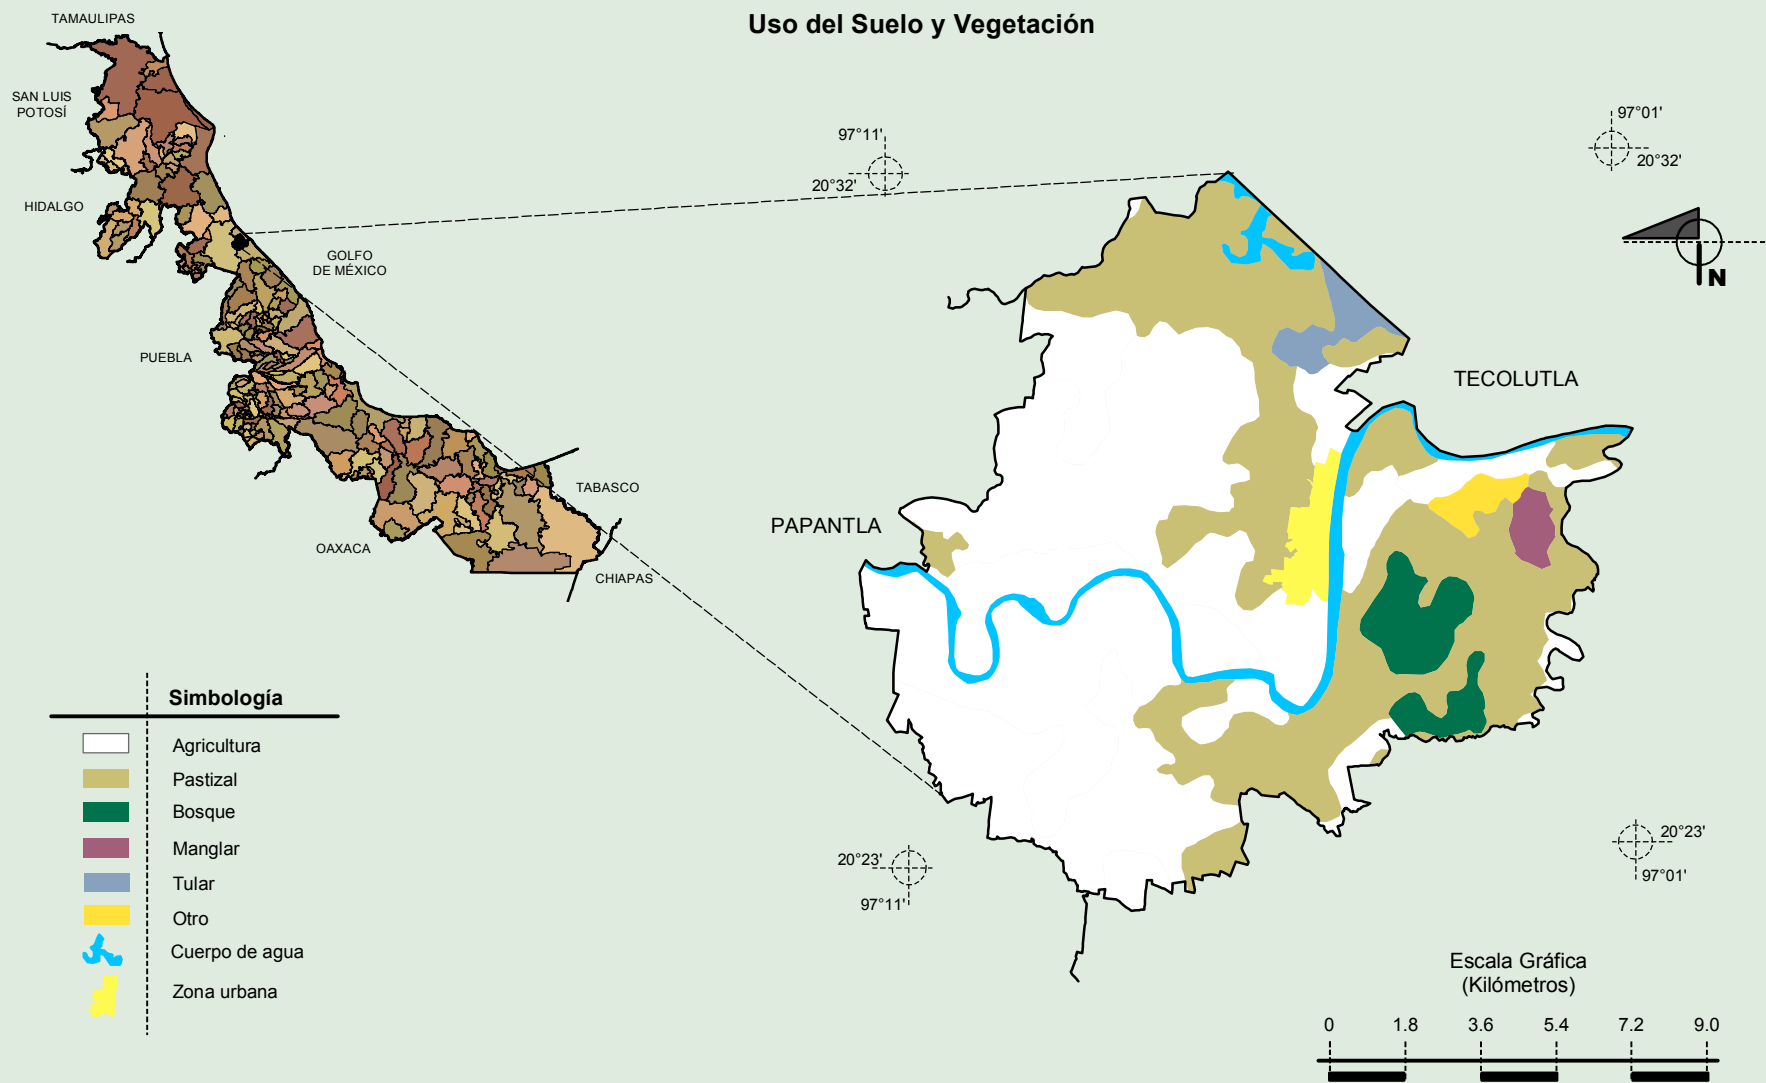 Uso del Suelo y Vegetación
TAMAULIPAS
SAN LUIS
POTOSÍ
HIDALGO
GOLFO
DE MÉXICO
PUEBLA
TABASCO
OAXACA
CHIAPAS
97°11'
20°32'
97°01'
20°32'
N
TECOLUTLA
PAPANTLA
20°23'
97°11'
20°23'
97°01'
Simbología
Agricultura
Pastizal
Bosque
Manglar
Tular
Otro
Cuerpo de agua
Zona urbana
Escala Gráfica
(Kilómetros)
0 1.8 3.6 5.4 7.2 9.0